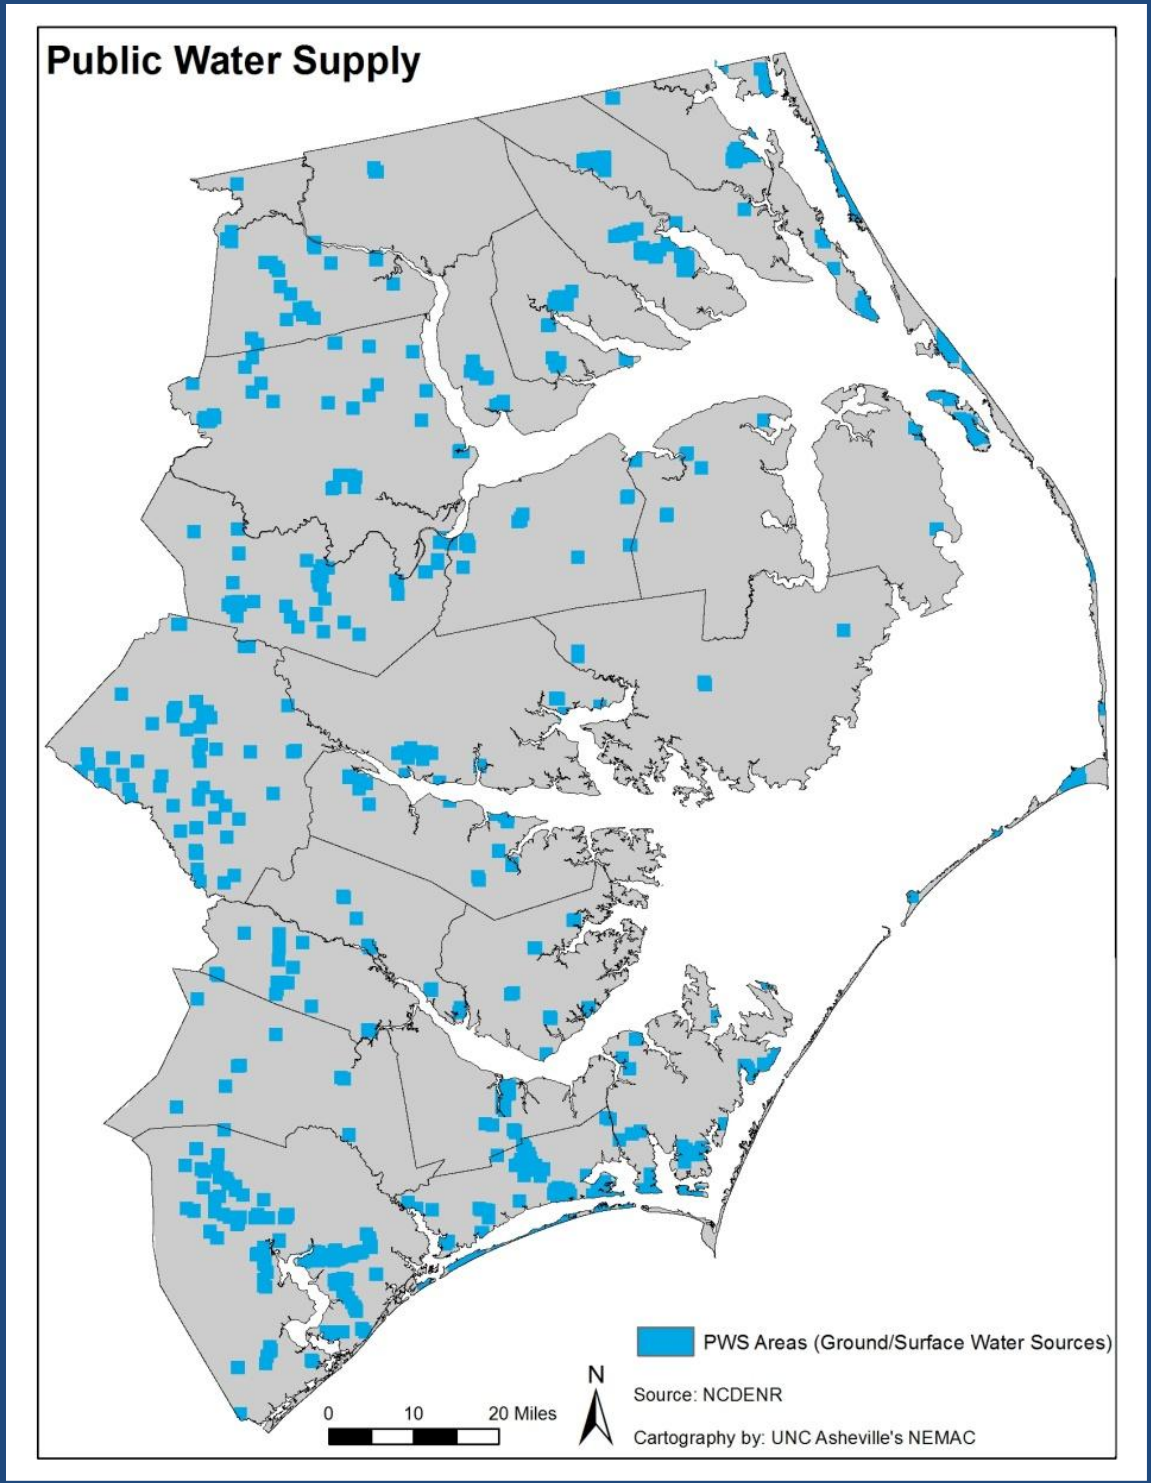 Public Water Supply
PWS Areas (Ground/Surface Water Sources)
N
Source: NCDENR
0 10 20 Miles
Cartography by: UNC Asheville's NEMAC